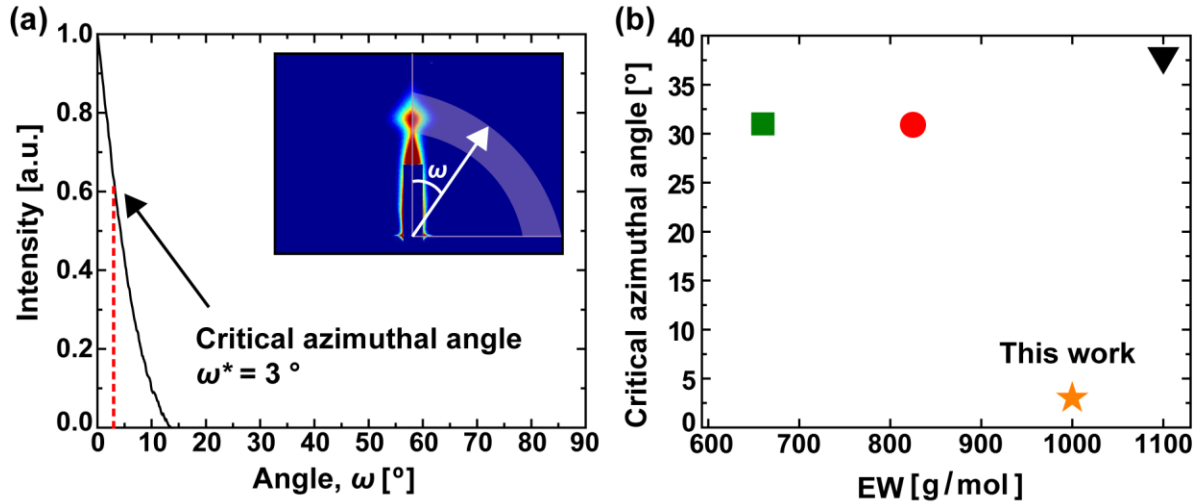 (a)
1.0
0.8
0.6
0.4
0.2
0.0
Intensity [a.u.]
ω
Critical azimuthal angle
ω* = 3 °
0 10 20 30 40 50 60 70 80 90
Angle, ω [º]
(b)
40
35
30
25
20
15
10
5
0
Critical azimuthal angle [º]
This work
600 700 800 900 1000 1100
EW [g/mol]